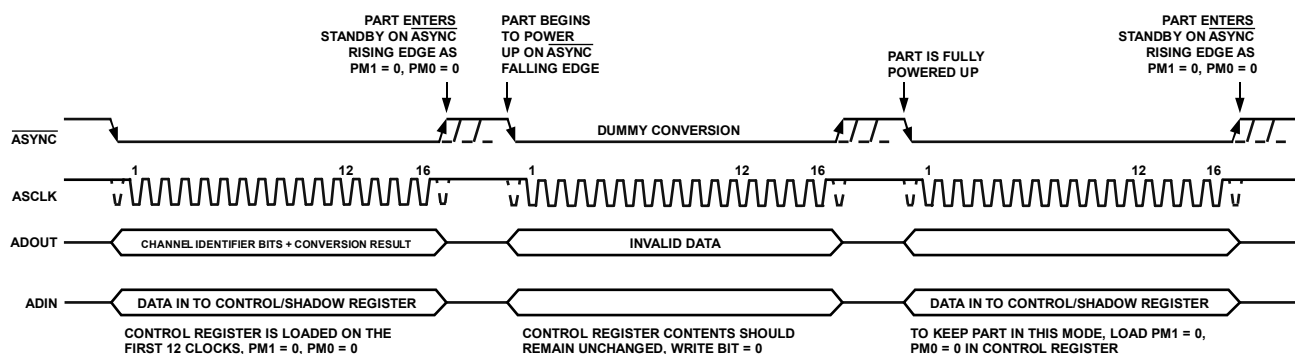 PART ENTERS
STANDBY ON ASYNC
RISING EDGE AS
PM1 = 0, PM0 = 0
PART BEGINS
TO POWER
UP ON ASYNC
FALLING EDGE
PART IS FULLY
POWERED UP
PART ENTERS
STANDBY ON ASYNC
RISING EDGE AS
PM1 = 0, PM0 = 0
ASYNC
DUMMY CONVERSION
ASCLK
1 12 16 1 12 16 1 12 16
ADOUT
CHANNEL IDENTIFIER BITS + CONVERSION RESULT
INVALID DATA
ADIN
DATA IN TO CONTROL/SHADOW REGISTER
DATA IN TO CONTROL/SHADOW REGISTER
CONTROL REGISTER IS LOADED ON THE
FIRST 12 CLOCKS, PM1 = 0, PM0 = 0
CONTROL REGISTER CONTENTS SHOULD
REMAIN UNCHANGED, WRITE BIT = 0
TO KEEP PART IN THIS MODE, LOAD PM1 = 0,
PM0 = 0 IN CONTROL REGISTER